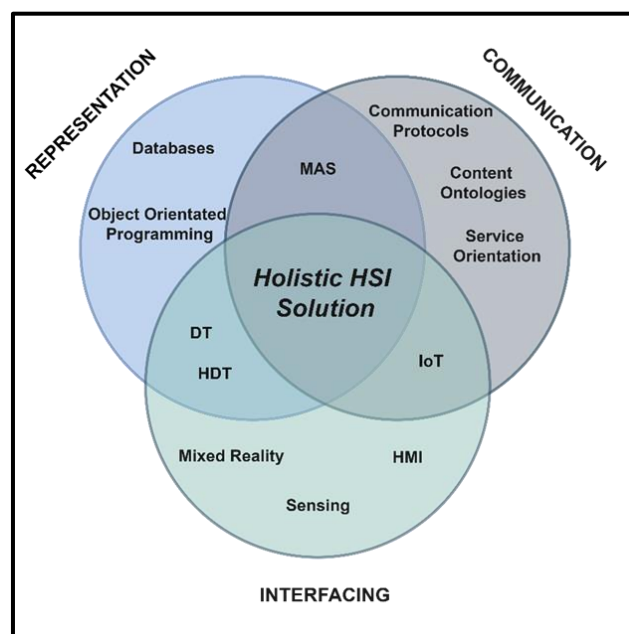 REPRESENTATION
COMMUNICATION
Databases
Object Orientated
Programming
MAS
Communication
Protocols
Content
Ontologies
Service
Orientation
Holistic HSI
Solution
DT
HDT
IoT
Mixed Reality
HMI
Sensing
INTERFACING